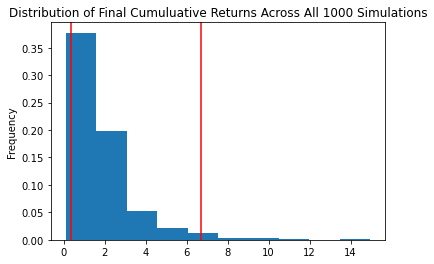 Distribution of Final Cumuluative Returns Across All 1000 Simulations
0.35
0.30
0.25
0.20
0.15
0.10
0.05
0.00
Frequency
0 2 4 6 8 10 12 14